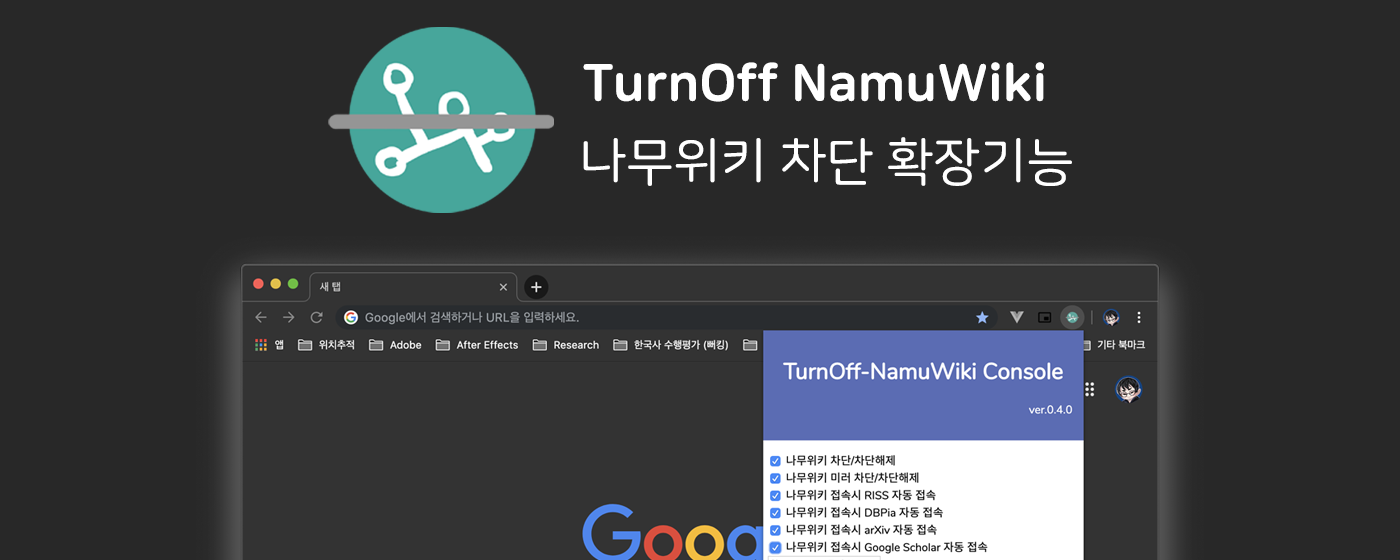 TurnOff NamuWiki
나무위키 차단 확장기능
새 탭
Google에서 검색하거나 URL을 입력하세요.
앱 위치추적 Adobe After Effects Research 한국사 수행평가 (뻐킹) 기타 북마크
TurnOff-NamuWiki Console
ver.0.4.0
나무위키 차단/차단해제
나무위키 미러 차단/차단해제
나무위키 접속시 RISS 자동 접속
나무위키 접속시 DBPia 자동 접속
나무위키 접속시 arXiv 자동 접속
나무위키 접속시 Google Scholar 자동 접속
Goog